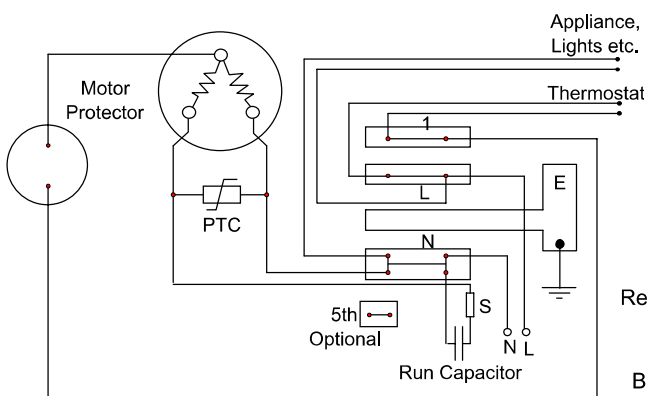 Appliance,
Lights etc.
Motor
Protector
Thermostat
1
L
E
PTC
N
5th
Optional
S
N L
Run Capacitor
Re
B